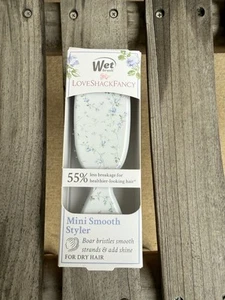 Wet
LOVESHACKFANCY
55% less breakage for
healthier-looking hair*
Mini Smooth
Styler
Boar bristles smooth
strands & add shine
FOR DRY HAIR